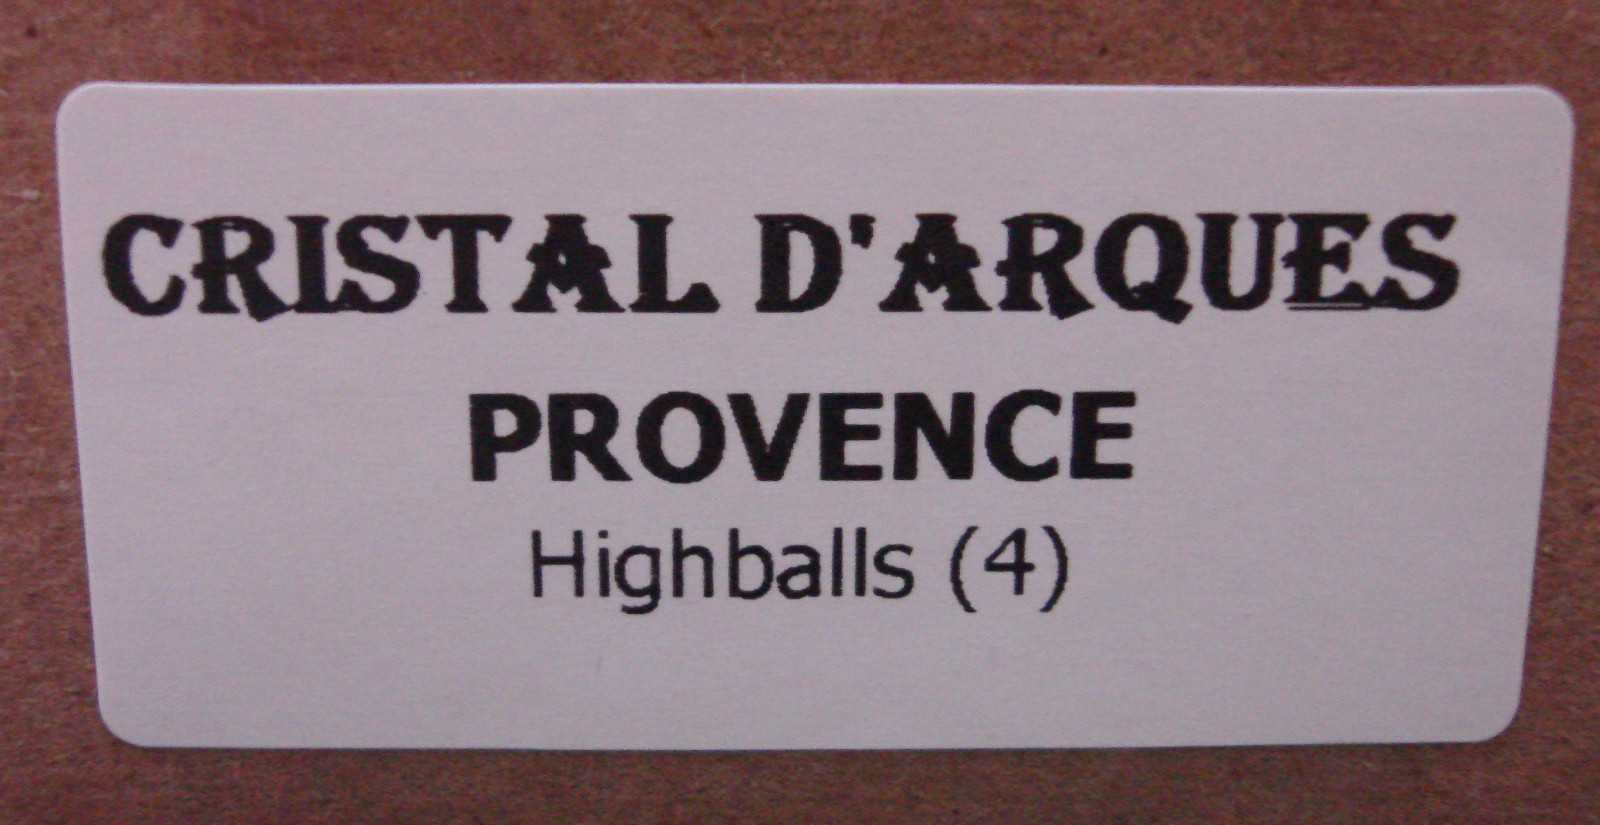 CRISTAL D'ARQUES
PROVENCE
Highballs (4)